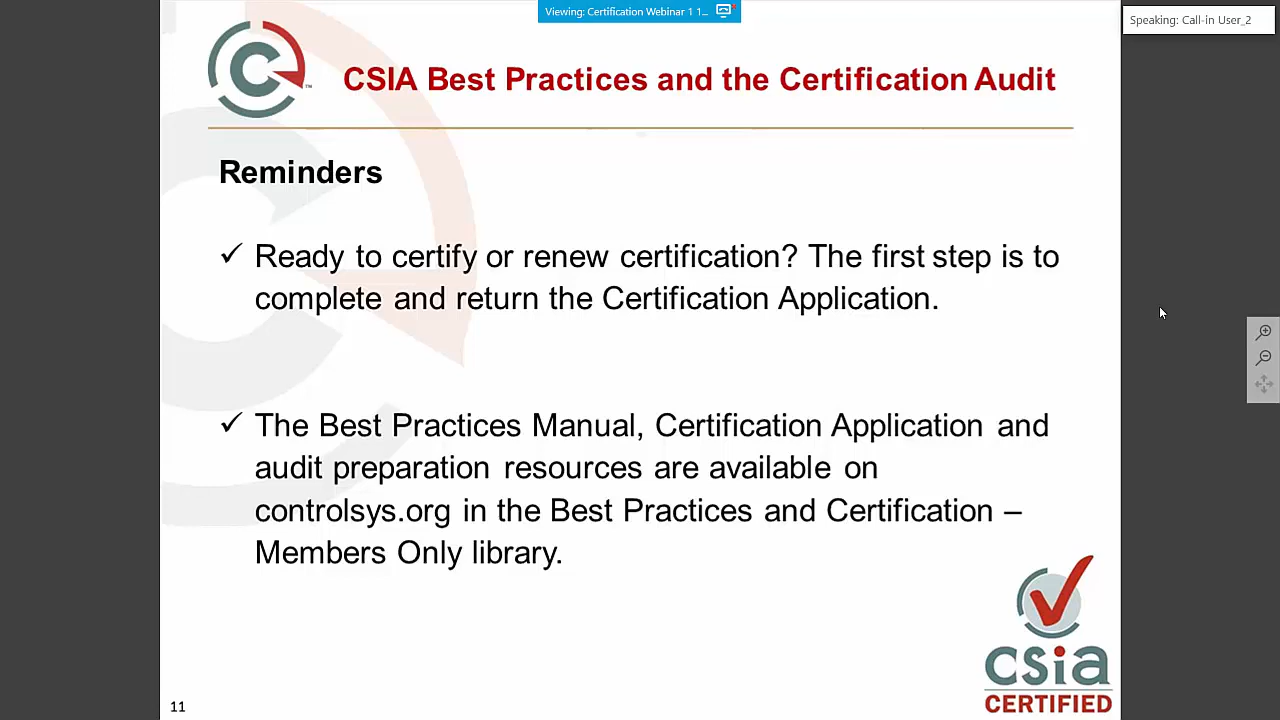 Viewing: Certification Webinar 1 1...
Speaking: Call-in User_2
CSIA Best Practices and the Certification Audit
TM
Reminders
✓ Ready to certify or renew certification? The first step is to
complete and return the Certification Application.
✓ The Best Practices Manual, Certification Application and
audit preparation resources are available on
controlsys.org in the Best Practices and Certification –
Members Only library.
csia
CERTIFIED
11